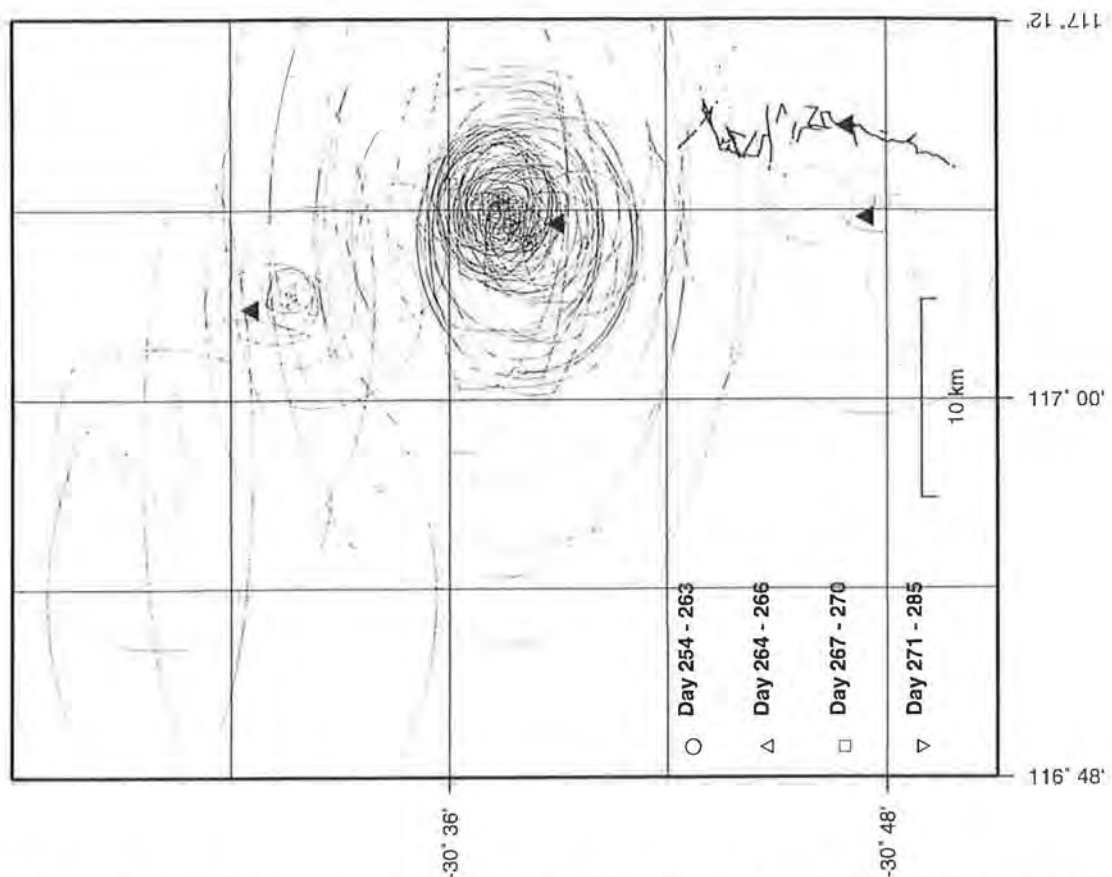 117° 12'
117° 00'
116° 48'
-30° 36'
-30° 48'
10 km
Day 254 - 263
Day 264 - 266
Day 267 - 270
Day 271 - 285